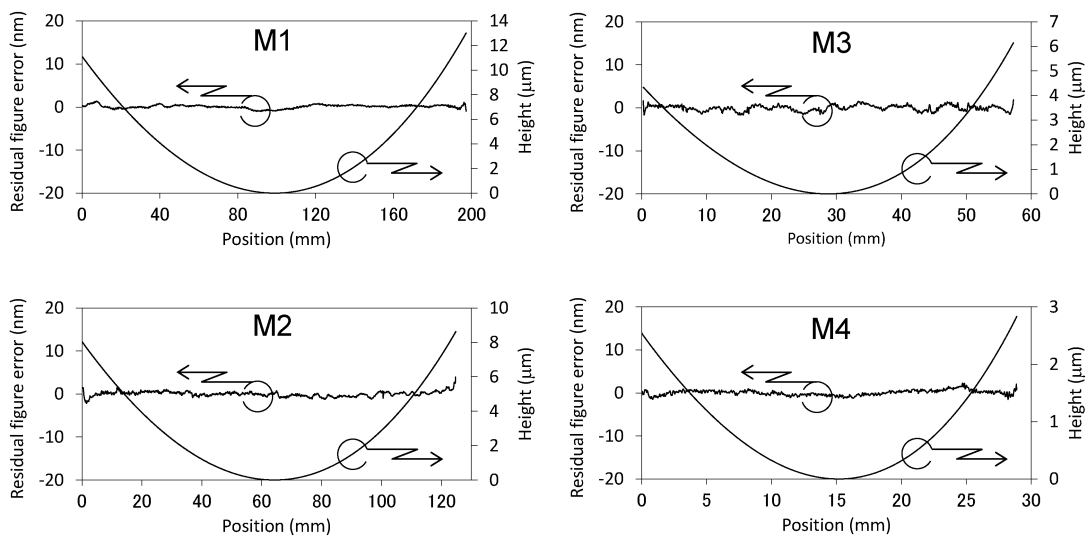 M1
Residual figure error (nm)
20
10
0
-10
-20
14
12
10
8
6
4
2
0
Height (μm)
0 40 80 120 160 200
Position (mm)
M3
Residual figure error (nm)
20
10
0
-10
-20
7
6
5
4
3
2
1
0
Height (μm)
0 10 20 30 40 50 60
Position (mm)
M2
Residual figure error (nm)
20
10
0
-10
-20
10
8
6
4
2
0
Height (μm)
0 20 40 60 80 100 120
Position (mm)
M4
Residual figure error (nm)
20
10
0
-10
-20
3
2
1
0
Height (μm)
0 5 10 15 20 25 30
Position (mm)